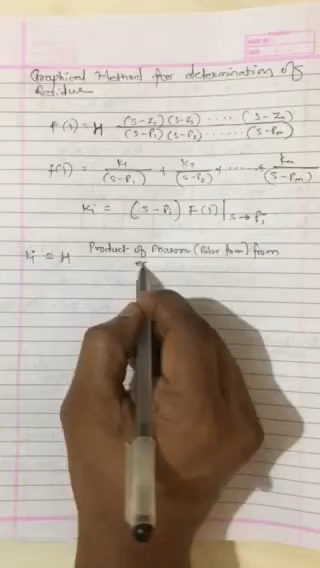 Graphical Method for determination of
Residue
F(s) = H (s-Z1)(s-Z2) ...... (s-Zn) / (s-P1)(s-P2) ...... (s-Pm)
F(s) = K1/(s-P1) + K2/(s-P2) + ...... + Km/(s-Pm)
Ki = (s-Pi) F(s) | s→Pi
Ki = H Product of Phasors (Polar form) from